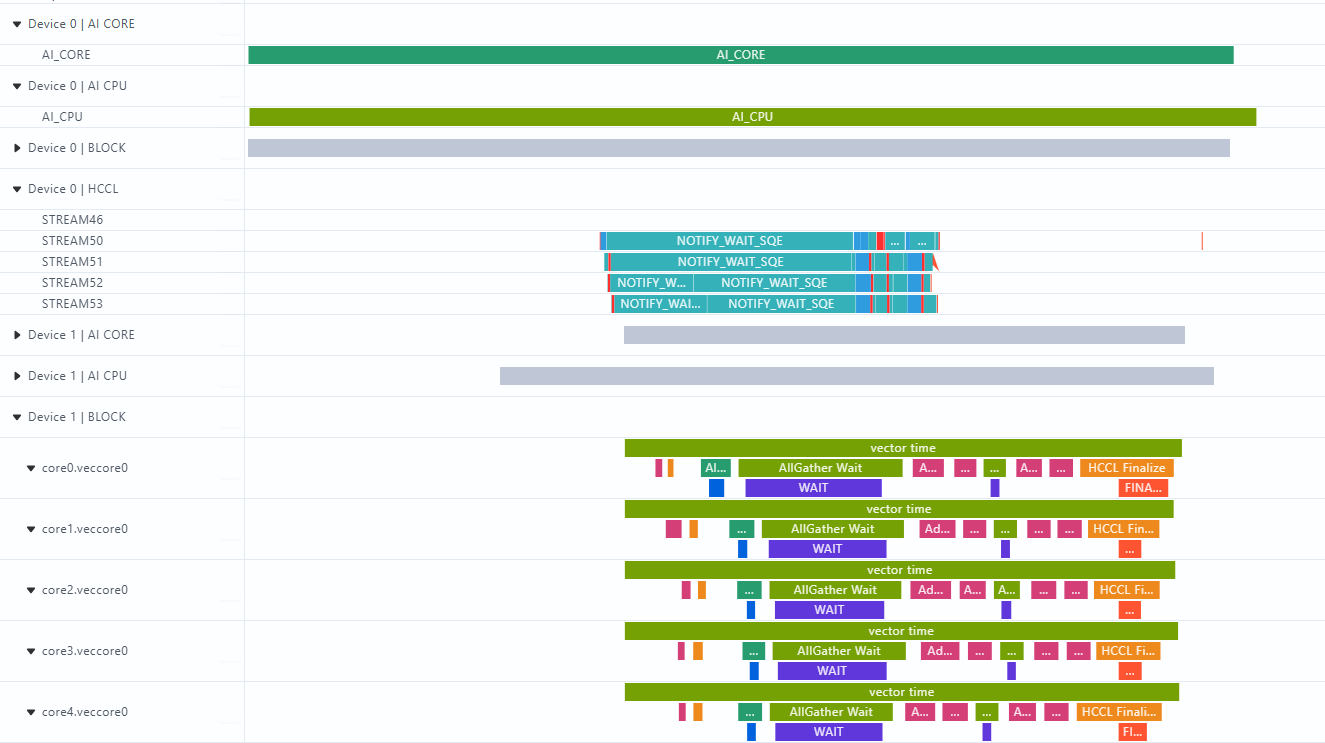 Device 0 | AI CORE
AI_CORE AI_CORE
Device 0 | AI CPU
AI_CPU AI_CPU
Device 0 | BLOCK
Device 0 | HCCL
STREAM46
STREAM50 NOTIFY_WAIT_SQE ... ...
STREAM51 NOTIFY_WAIT_SQE
STREAM52 NOTIFY_W... NOTIFY_WAIT_SQE
STREAM53 NOTIFY_WAI... NOTIFY_WAIT_SQE
Device 1 | AI CORE
Device 1 | AI CPU
Device 1 | BLOCK
vector time
core0.veccore0 Al... AllGather Wait A... ... ... A... ... HCCL Finalize
WAIT FINA...
vector time
core1.veccore0 ... AllGather Wait Ad... ... ... ... ... HCCL Fin...
WAIT ...
vector time
core2.veccore0 ... AllGather Wait Ad... A... A... ... ... HCCL Fi...
WAIT ...
vector time
core3.veccore0 ... AllGather Wait Ad... ... ... ... ... HCCL Fi...
WAIT ...
vector time
core4.veccore0 ... AllGather Wait A... ... ... A... ... HCCL Finali...
WAIT FI...